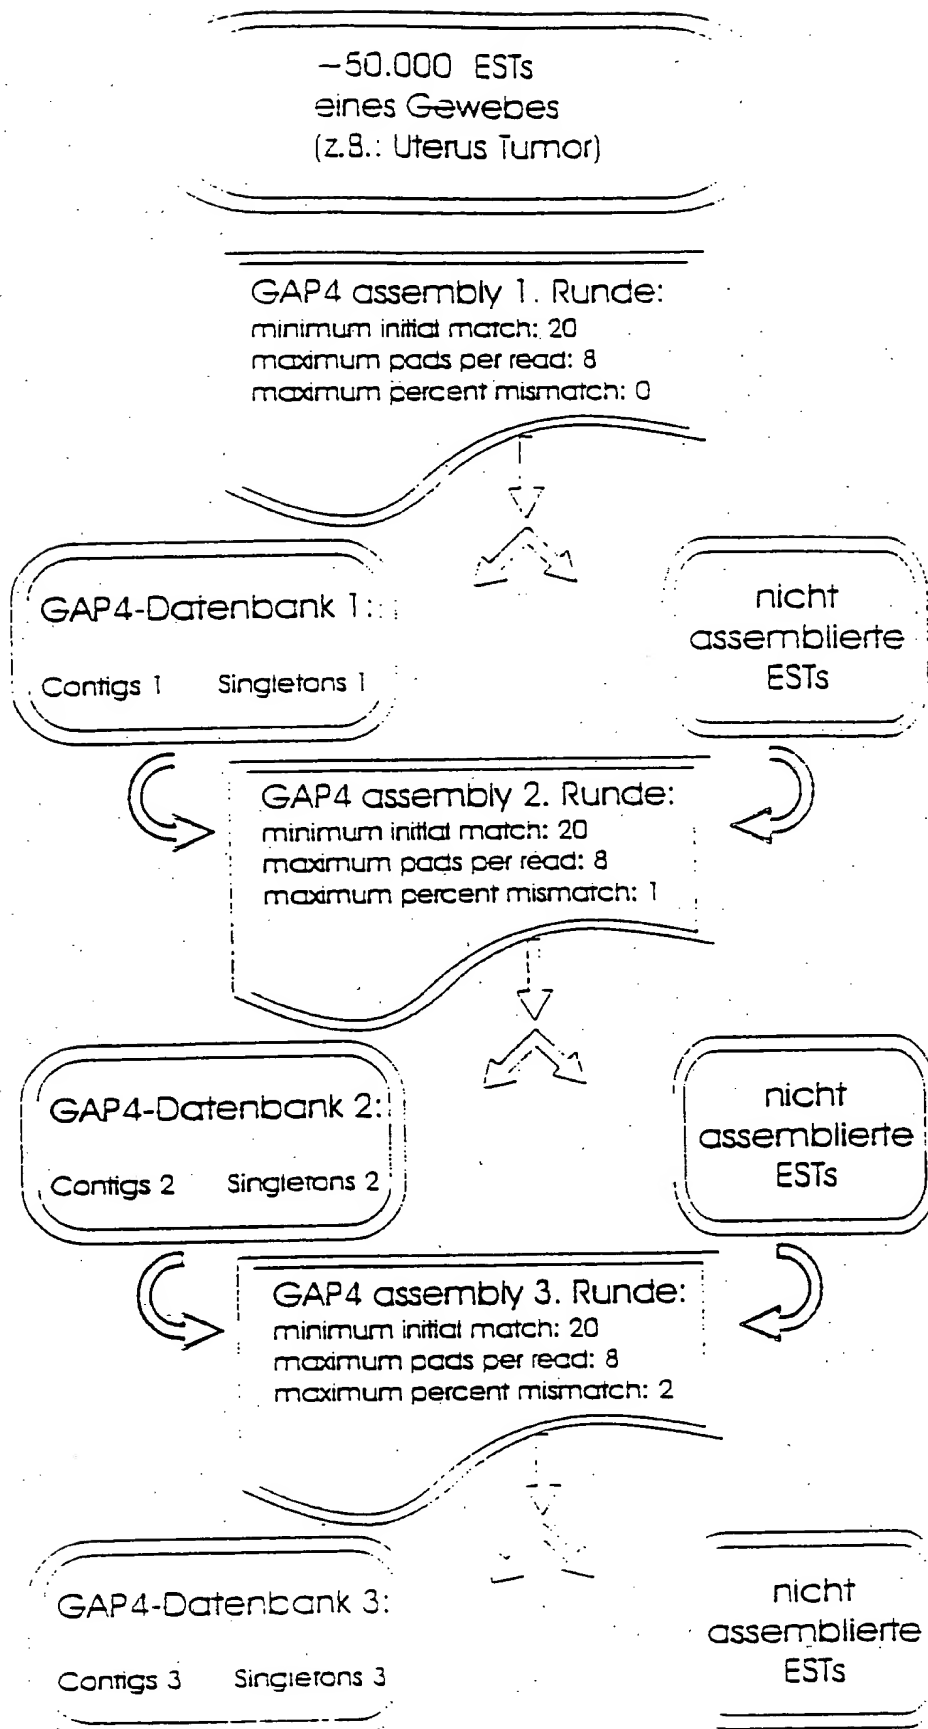 ~50.000 ESTs
eines Gewebes
(z.B.: Uterus Tumor)
GAP4 assembly 1. Runde:
minimum initial match: 20
maximum pads per read: 8
maximum percent mismatch: 0
GAP4-Datenbank 1:
Contigs 1 Singletons 1
nicht
assemblierte
ESTs
GAP4 assembly 2. Runde:
minimum initial match: 20
maximum pads per read: 8
maximum percent mismatch: 1
GAP4-Datenbank 2:
Contigs 2 Singletons 2
nicht
assemblierte
ESTs
GAP4 assembly 3. Runde:
minimum initial match: 20
maximum pads per read: 8
maximum percent mismatch: 2
GAP4-Datenbank 3:
Contigs 3 Singletons 3
nicht
assemblierte
ESTs